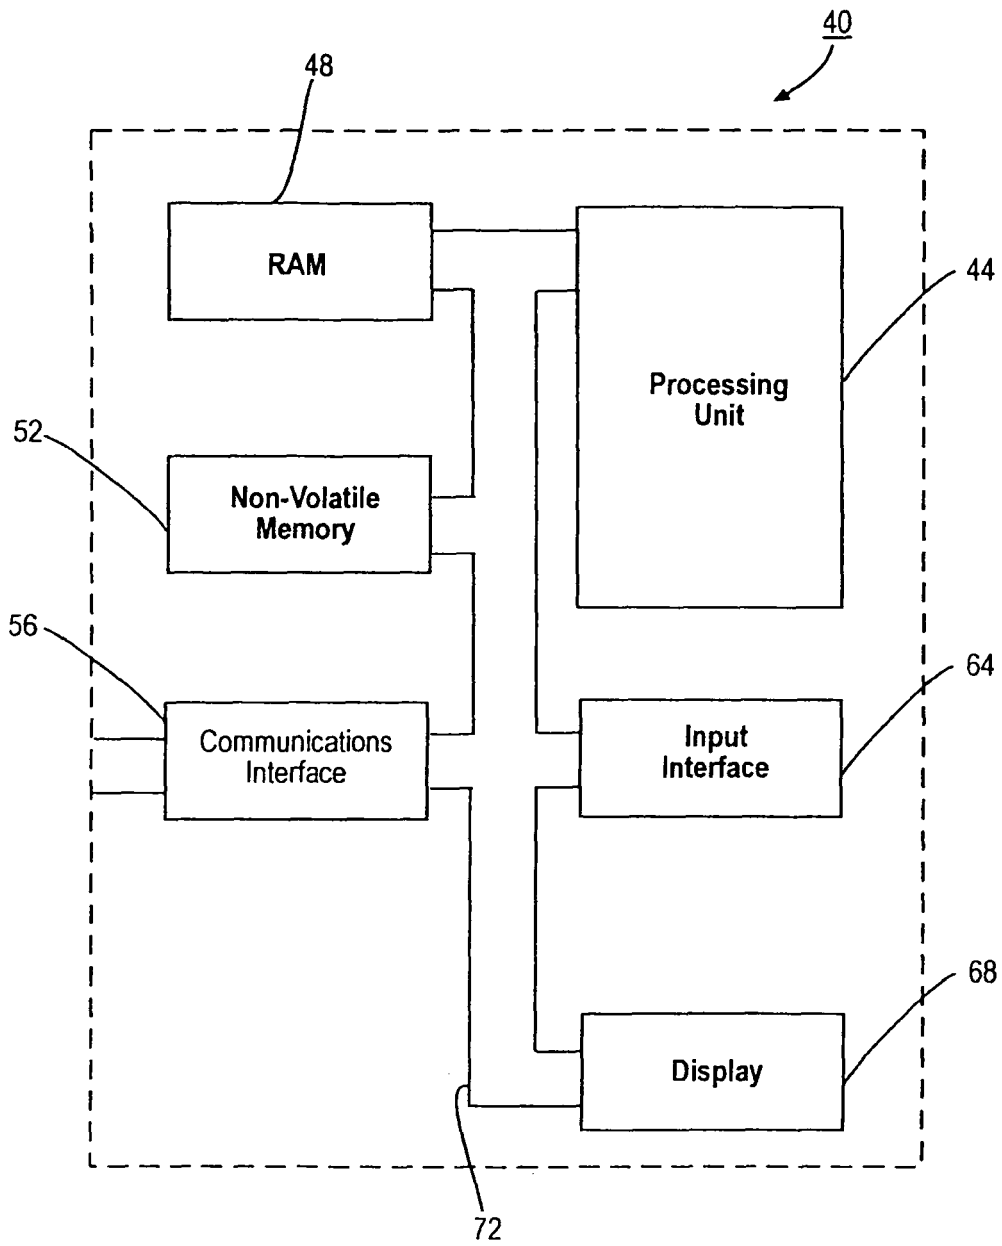 40
48
RAM
44
Processing
Unit
52
Non-Volatile
Memory
56
Communications
Interface
64
Input
Interface
68
Display
72